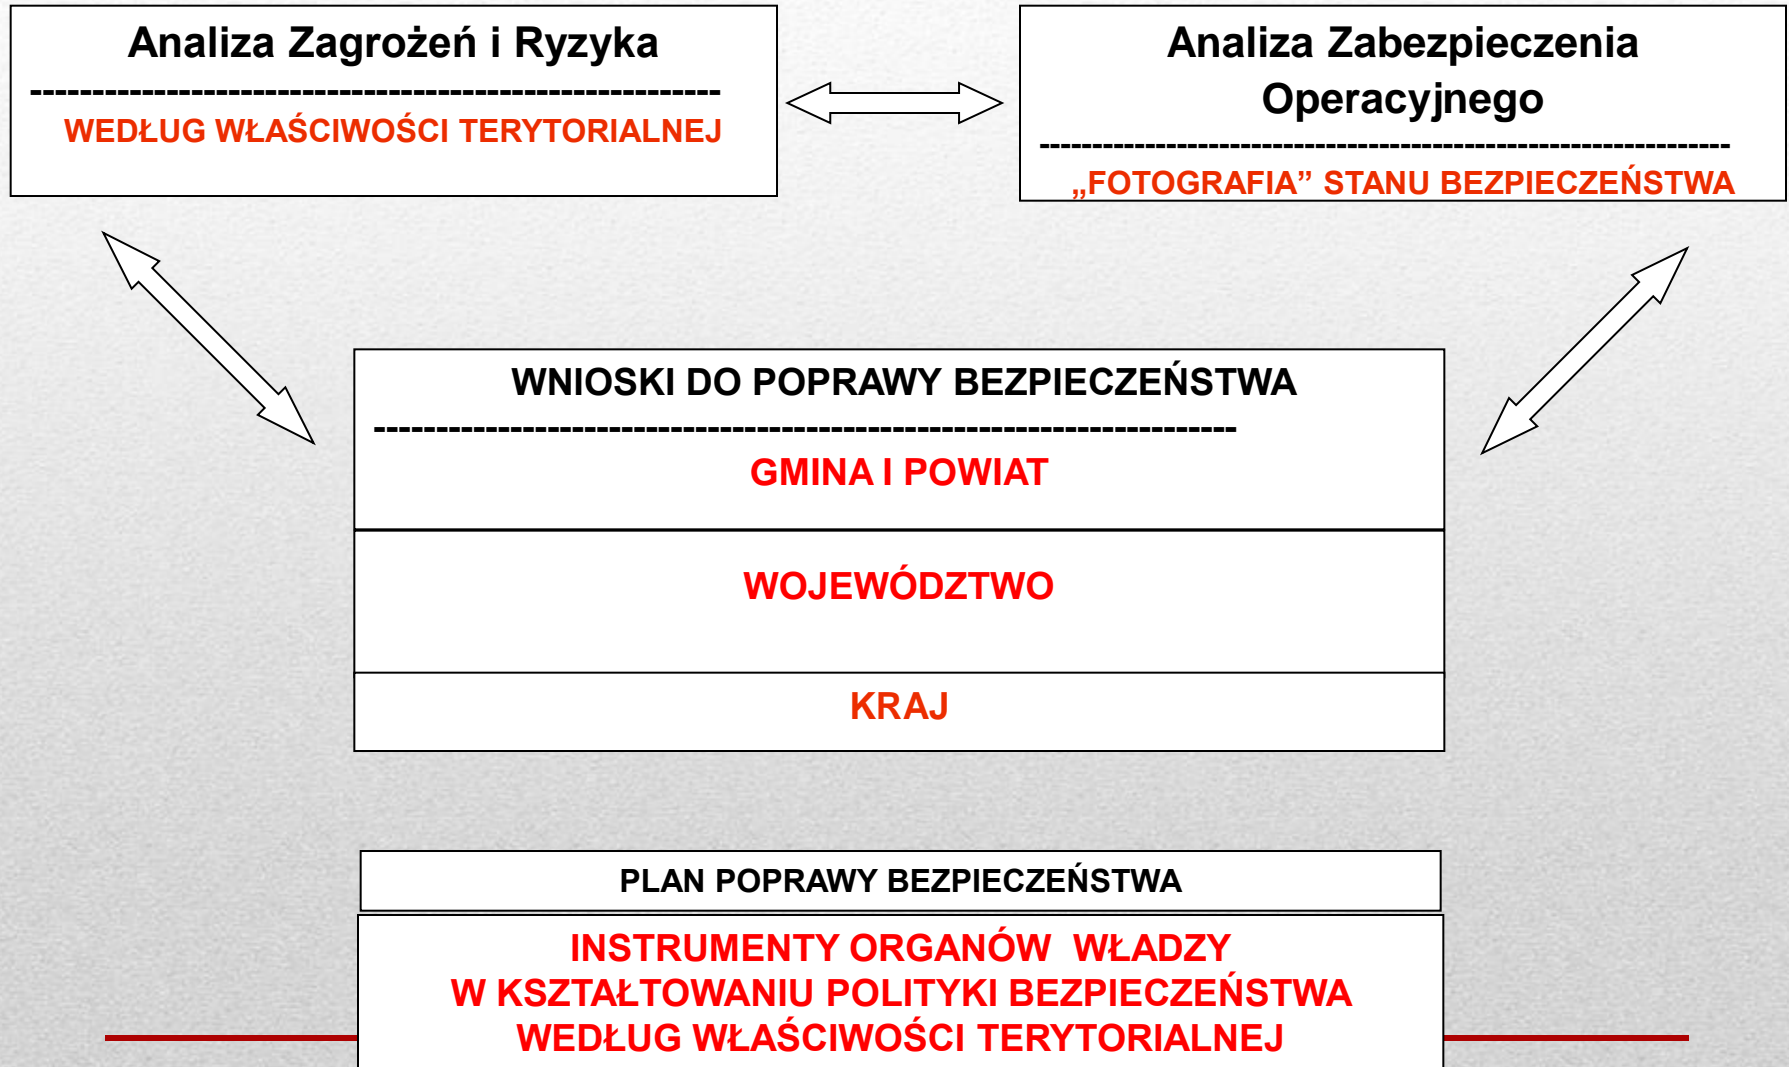 Analiza Zagrożeń i Ryzyka
-------------------------------------------------------
WEDŁUG WŁAŚCIWOŚCI TERYTORIALNEJ
Analiza Zabezpieczenia
Operacyjnego
-----------------------------------------------------------------
„FOTOGRAFIA” STANU BEZPIECZEŃSTWA
WNIOSKI DO POPRAWY BEZPIECZEŃSTWA
---------------------------------------------------------------------
GMINA I POWIAT
WOJEWÓDZTWO
KRAJ
PLAN POPRAWY BEZPIECZEŃSTWA
INSTRUMENTY ORGANÓW WŁADZY
W KSZTAŁTOWANIU POLITYKI BEZPIECZEŃSTWA
WEDŁUG WŁAŚCIWOŚCI TERYTORIALNEJ